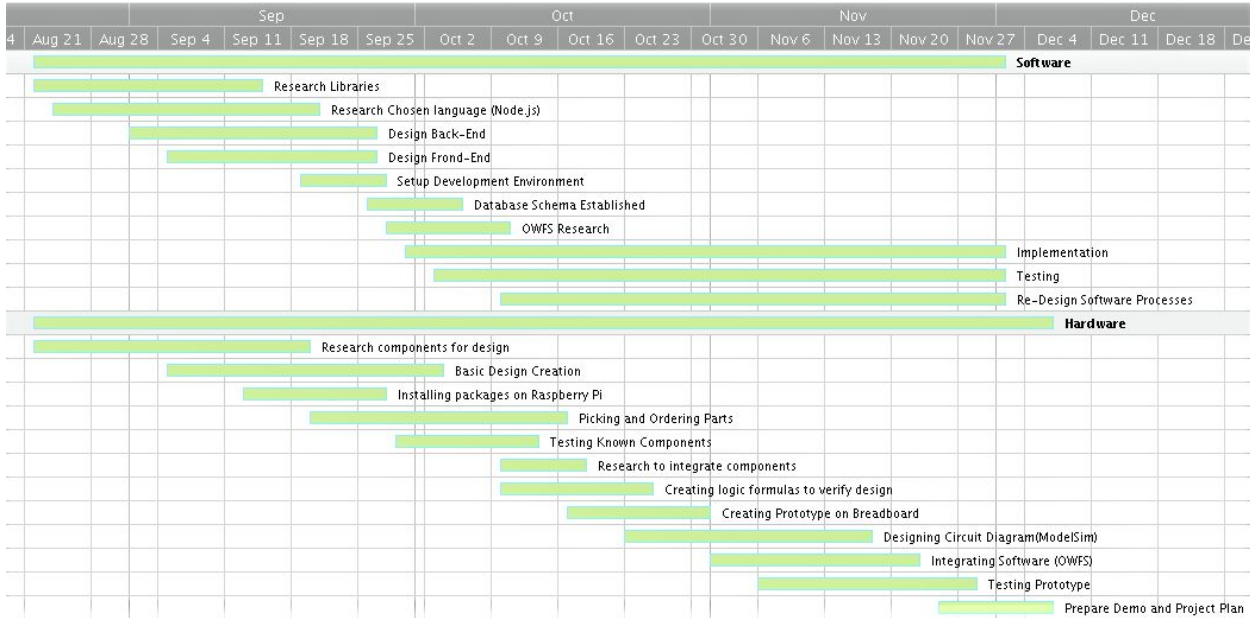 Sep Oct Nov Dec
4 Aug 21 Aug 28 Sep 4 Sep 11 Sep 18 Sep 25 Oct 2 Oct 9 Oct 16 Oct 23 Oct 30 Nov 6 Nov 13 Nov 20 Nov 27 Dec 4 Dec 11 Dec 18 De
Software
Research Libraries
Research Chosen language (Node.js)
Design Back-End
Design Frond-End
Setup Development Environment
Database Schema Established
OWFS Research
Implementation
Testing
Re-Design Software Processes
Hardware
Research components for design
Basic Design Creation
Installing packages on Raspberry Pi
Picking and Ordering Parts
Testing Known Components
Research to integrate components
Creating logic formulas to verify design
Creating Prototype on Breadboard
Designing Circuit Diagram(ModelSim)
Integrating Software (OWFS)
Testing Prototype
Prepare Demo and Project Plan